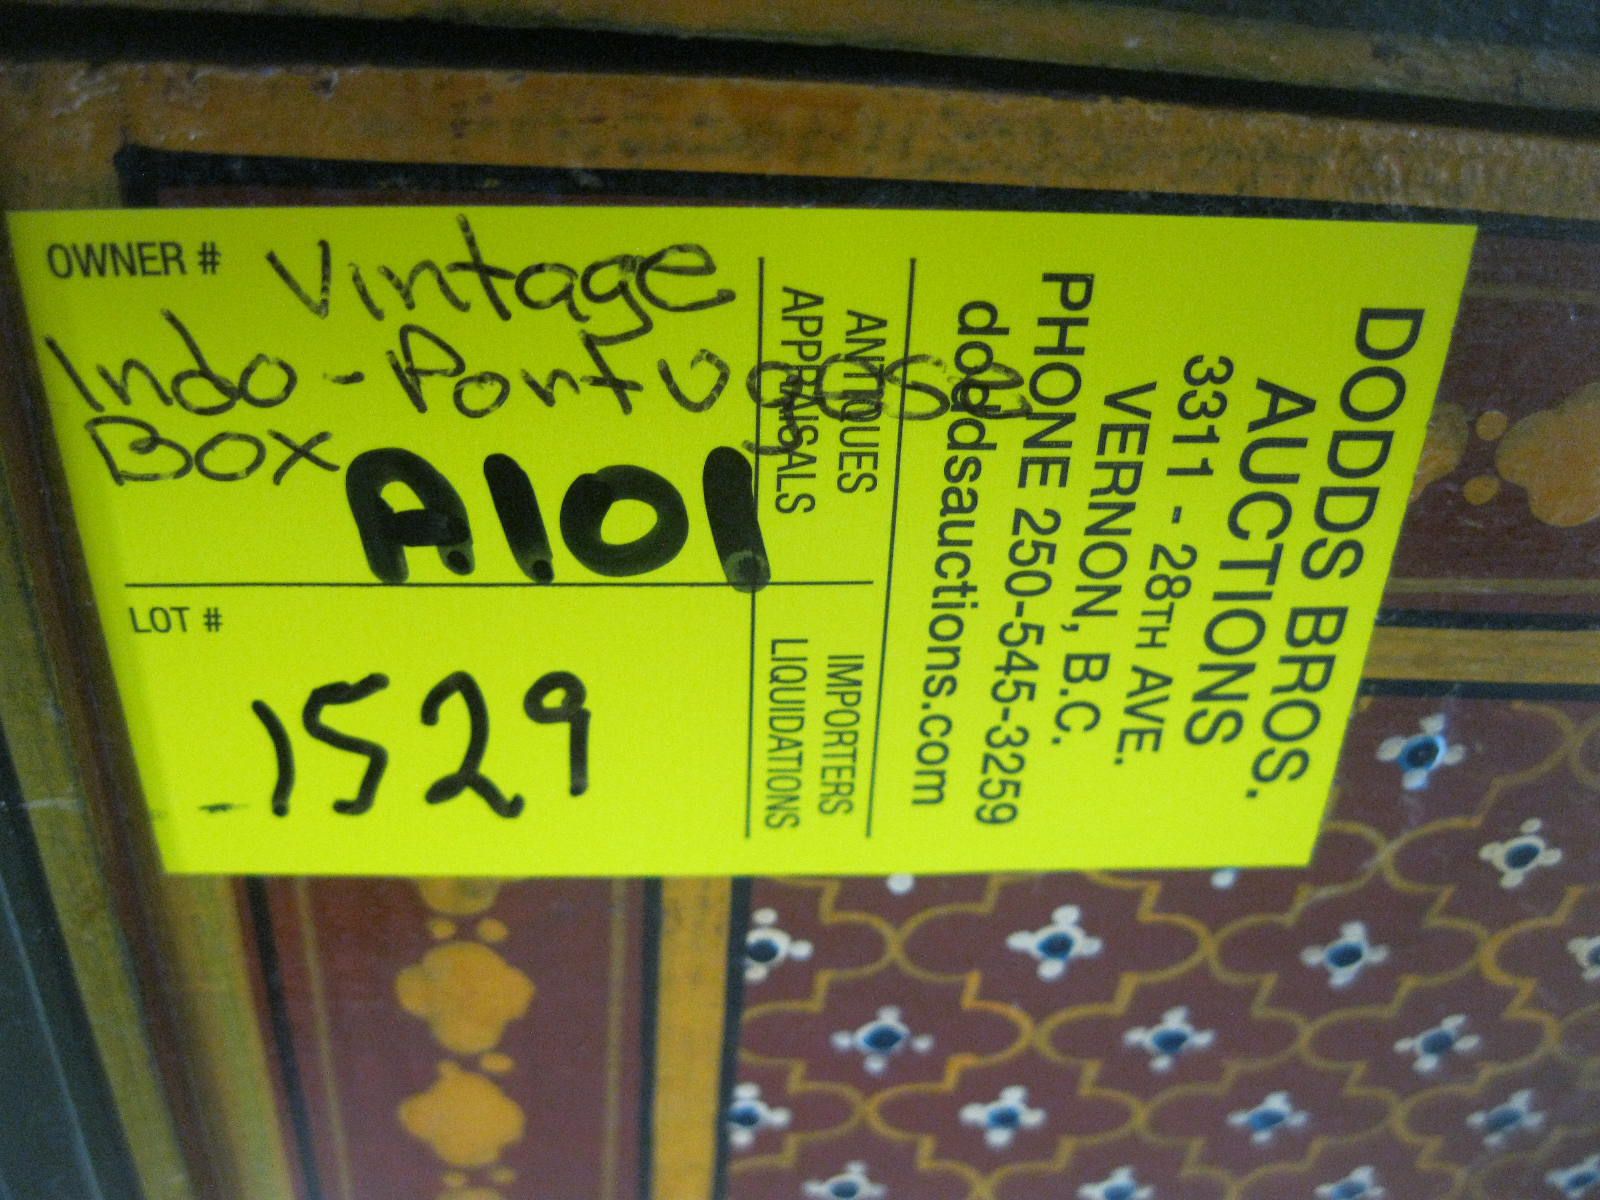 OWNER # Vintage
Indo-Portuguese
Box
A101
LOT #
1529
ANTIQUES
APPRAISALS
IMPORTERS
LIQUIDATIONS
DODDS BROS.
AUCTIONS
3311 - 28TH AVE.
VERNON, B.C.
PHONE 250-545-3259
doddsauctions.com